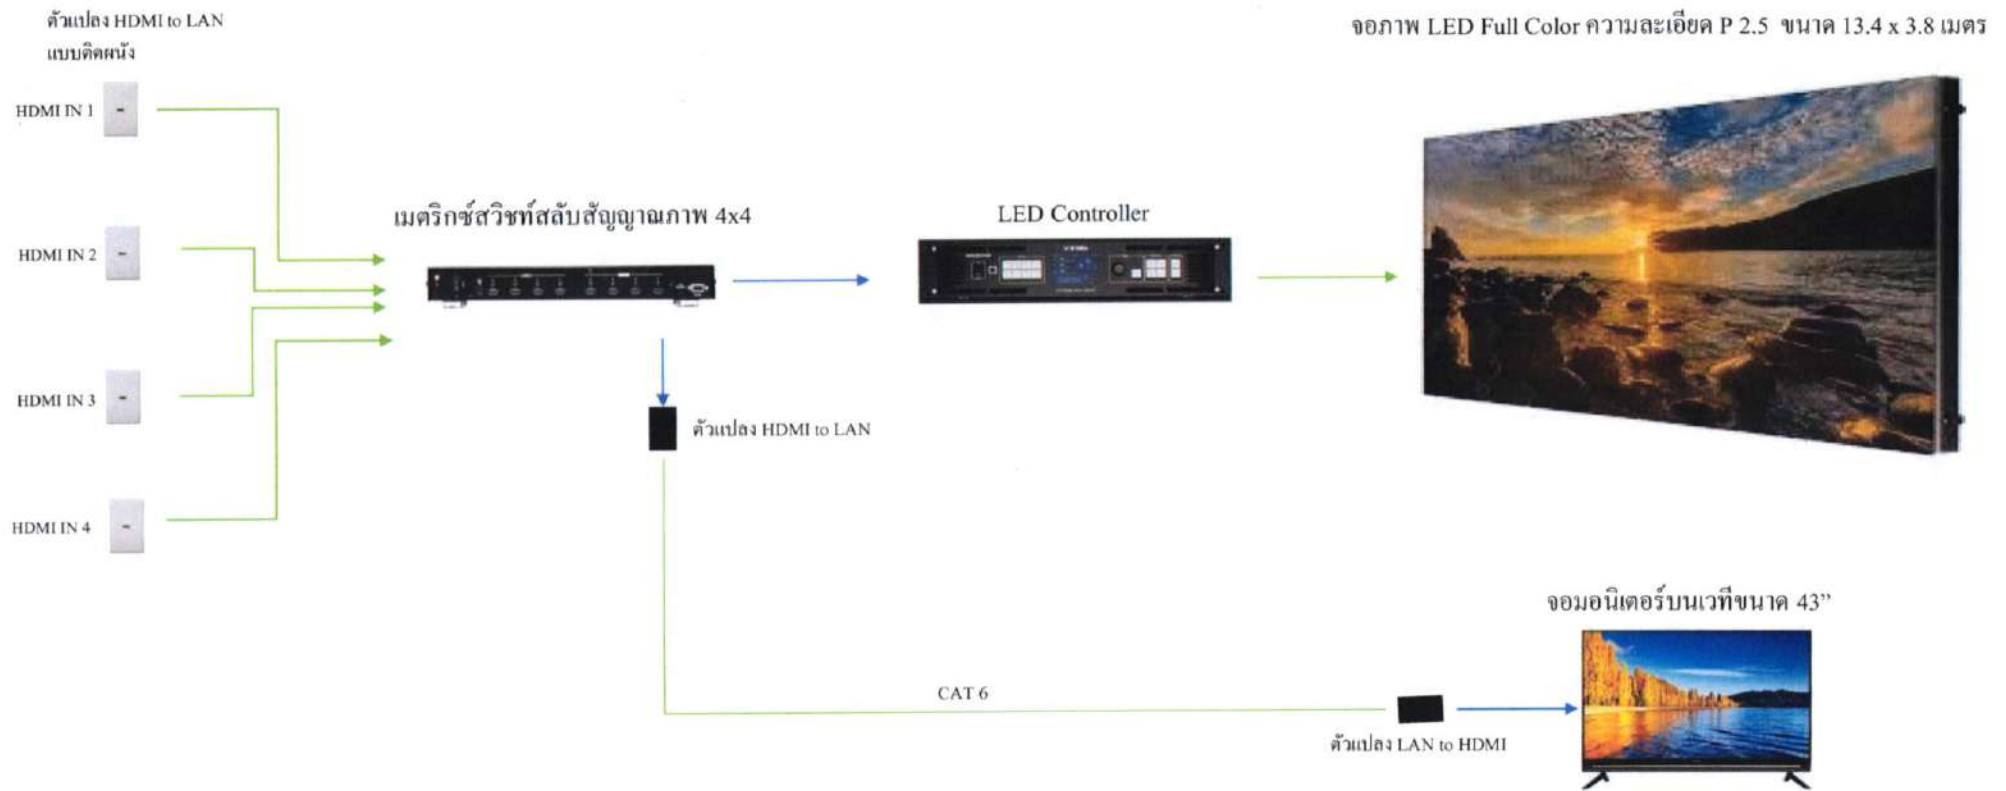 ตัวแปลง HDMI to LAN
แบบติดผนัง
จอภาพ LED Full Color ความละเอียด P 2.5 ขนาด 13.4 x 3.8 เมตร
HDMI IN 1
HDMI IN 2
เมตริกซ์สวิชท์สลับสัญญาณภาพ 4x4
LED Controller
HDMI IN 3
ตัวแปลง HDMI to LAN
HDMI IN 4
จอมอนิเตอร์บนเวทีขนาด 43”
CAT 6
ตัวแปลง LAN to HDMI